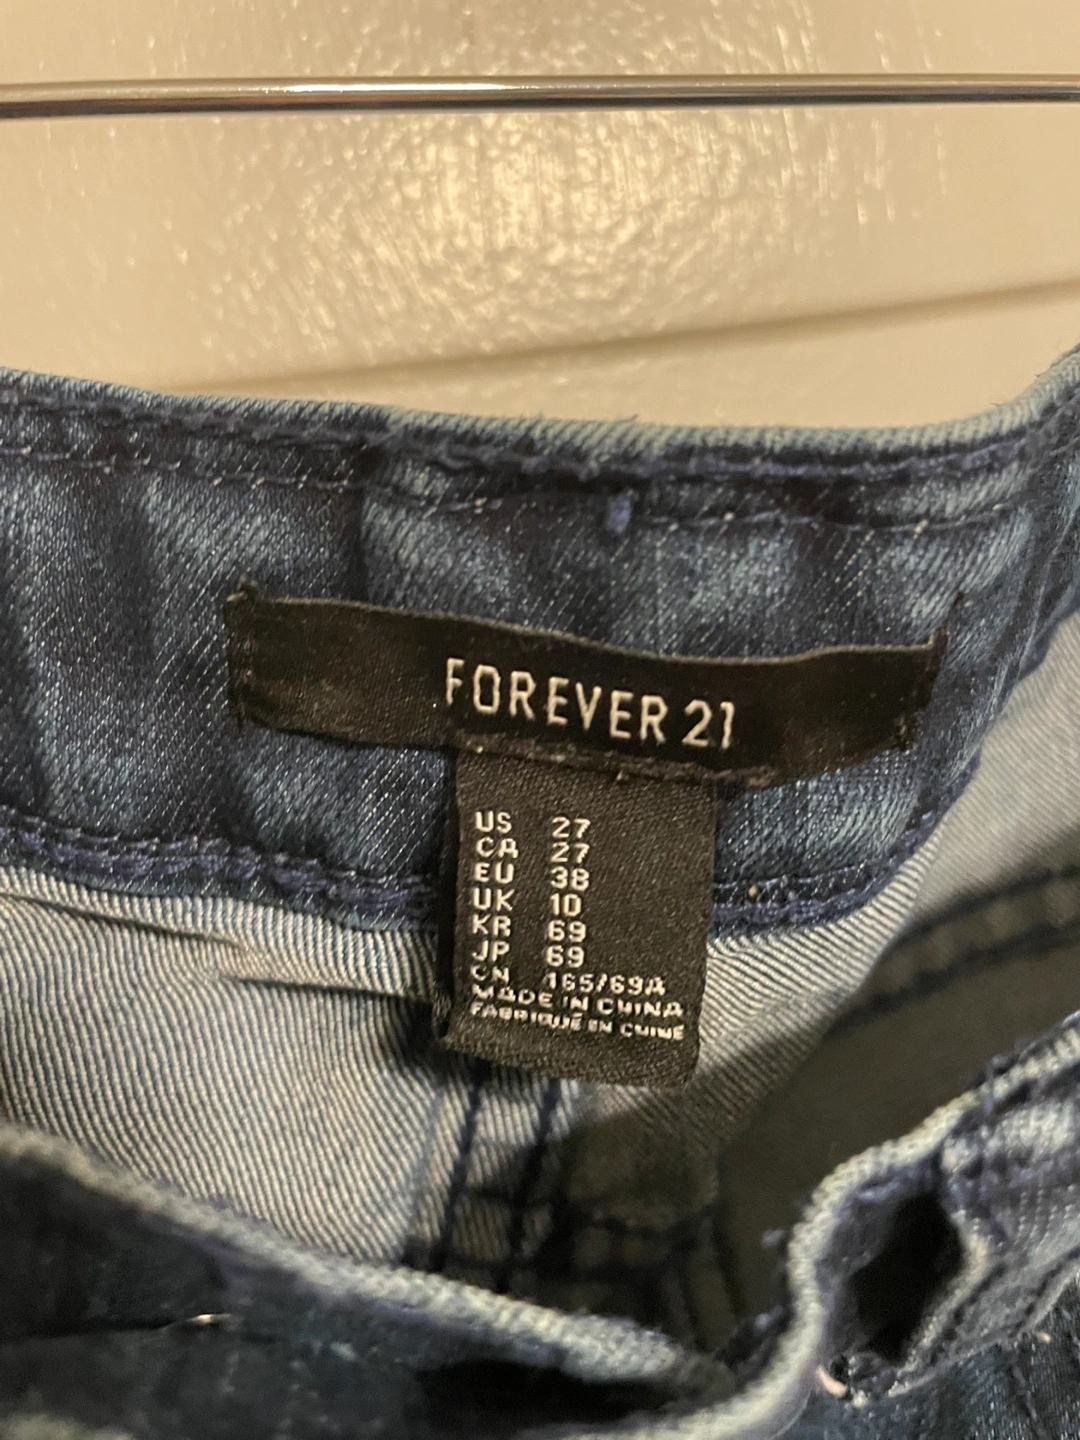 FOREVER 21
US 27
CA 27
EU 38
UK 10
KR 69
JP 69
CN 165/69A
MADE IN CHINA
FABRIQUÉ EN CHINE